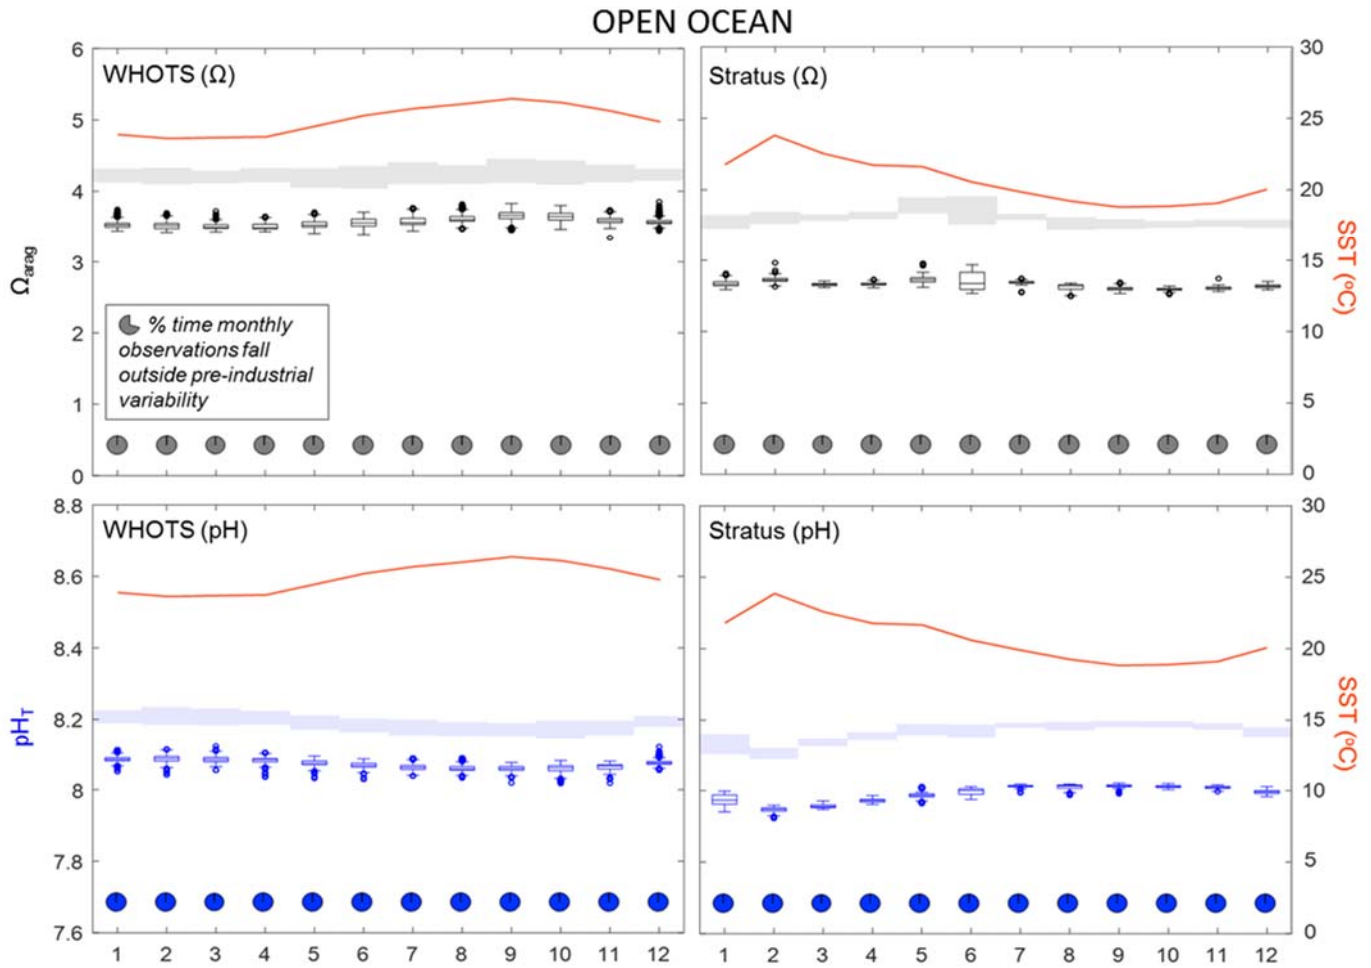 OPEN OCEAN
WHOTS (Ω)
Stratus (Ω)
6
5
4
3
2
1
0
Ωarag
30
25
20
15
10
5
0
SST (ºC)
% time monthly
observations fall
outside pre-industrial
variability
WHOTS (pH)
Stratus (pH)
8.8
8.6
8.4
8.2
8
7.8
7.6
pHT
30
25
20
15
10
5
0
SST (ºC)
1 2 3 4 5 6 7 8 9 10 11 12
1 2 3 4 5 6 7 8 9 10 11 12